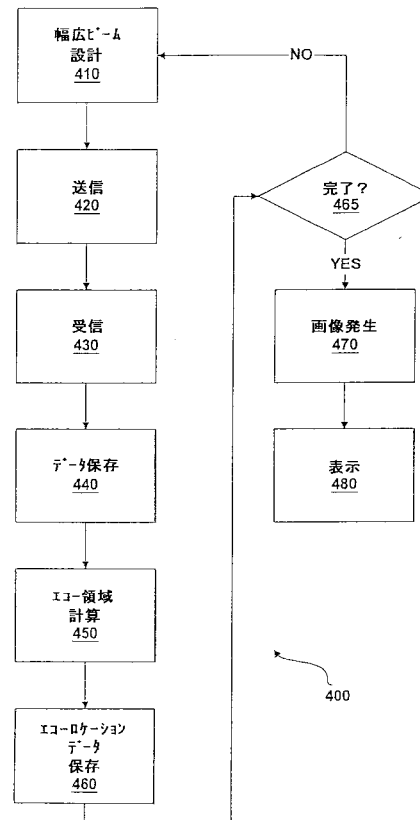 幅広ﾋﾞｰﾑ
設計
410
送信
420
受信
430
ﾃﾞｰﾀ保存
440
ｴｺｰ領域
計算
450
ｴｺｰﾛｹｰｼｮﾝ
ﾃﾞｰﾀ
保存
460
NO
完了?
465
YES
画像発生
470
表示
480
400